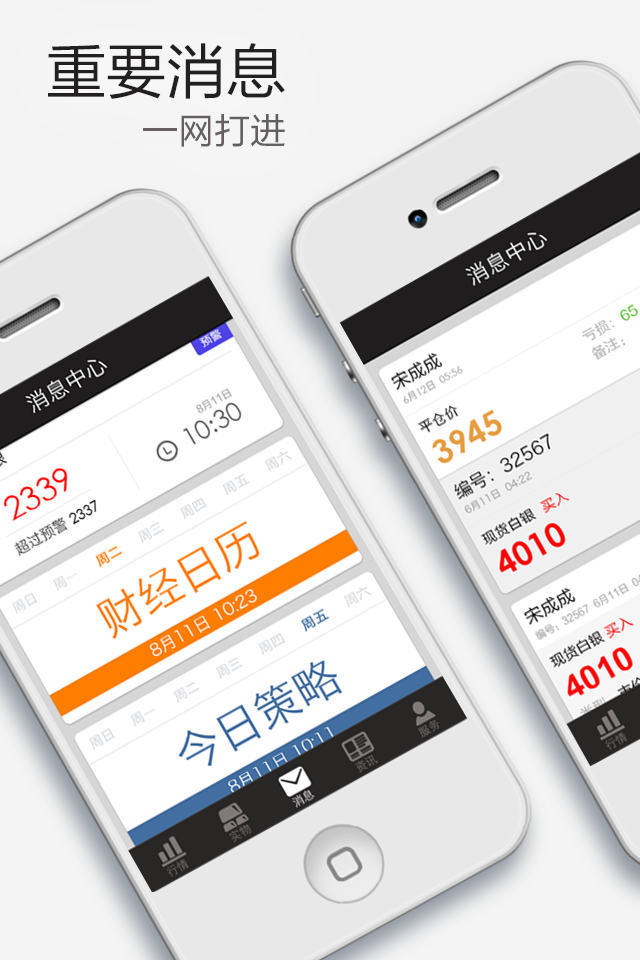 重要消息
一网打进
消息中心
预警
2339
超过预警 2337
8月11日
10:30
周日 周一 周二 周三 周四 周五 周六
财经日历
8月11日 10:23
周日 周一 周二 周三 周四 周五 周六
今日策略
8月11日 10:11
行情 实物 消息 资讯 服务
消息中心
宋成成
6月12日 05:56
亏损: 65
备注:
平仓价
3945
编号: 32567
6月11日 04:22
现货白银 买入
4010
宋成成
编号: 32567 6月11日
现货白银 买入
4010
行情